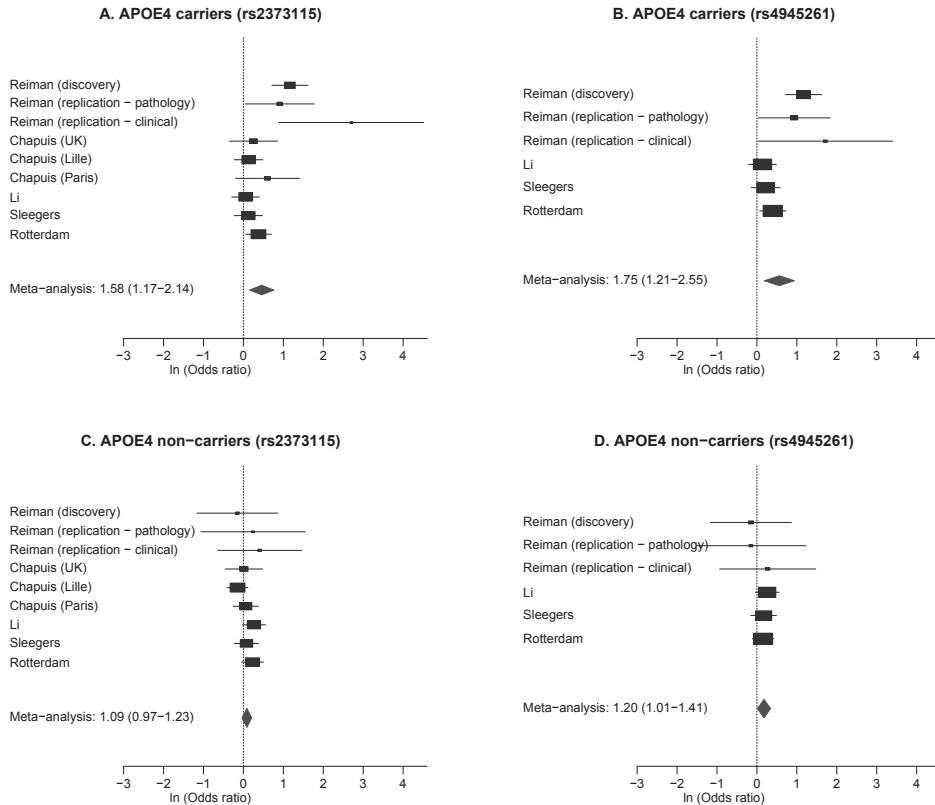 A. APOE4 carriers (rs2373115)
Reiman (discovery)
Reiman (replication − pathology)
Reiman (replication − clinical)
Chapuis (UK)
Chapuis (Lille)
Chapuis (Paris)
Li
Sleegers
Rotterdam
Meta−analysis: 1.58 (1.17−2.14)
−3 −2 −1 0 1 2 3 4
ln (Odds ratio)
B. APOE4 carriers (rs4945261)
Reiman (discovery)
Reiman (replication − pathology)
Reiman (replication − clinical)
Li
Sleegers
Rotterdam
Meta−analysis: 1.75 (1.21−2.55)
−3 −2 −1 0 1 2 3 4
ln (Odds ratio)
C. APOE4 non−carriers (rs2373115)
Reiman (discovery)
Reiman (replication − pathology)
Reiman (replication − clinical)
Chapuis (UK)
Chapuis (Lille)
Chapuis (Paris)
Li
Sleegers
Rotterdam
Meta−analysis: 1.09 (0.97−1.23)
−3 −2 −1 0 1 2 3 4
ln (Odds ratio)
D. APOE4 non−carriers (rs4945261)
Reiman (discovery)
Reiman (replication − pathology)
Reiman (replication − clinical)
Li
Sleegers
Rotterdam
Meta−analysis: 1.20 (1.01−1.41)
−3 −2 −1 0 1 2 3 4
ln (Odds ratio)